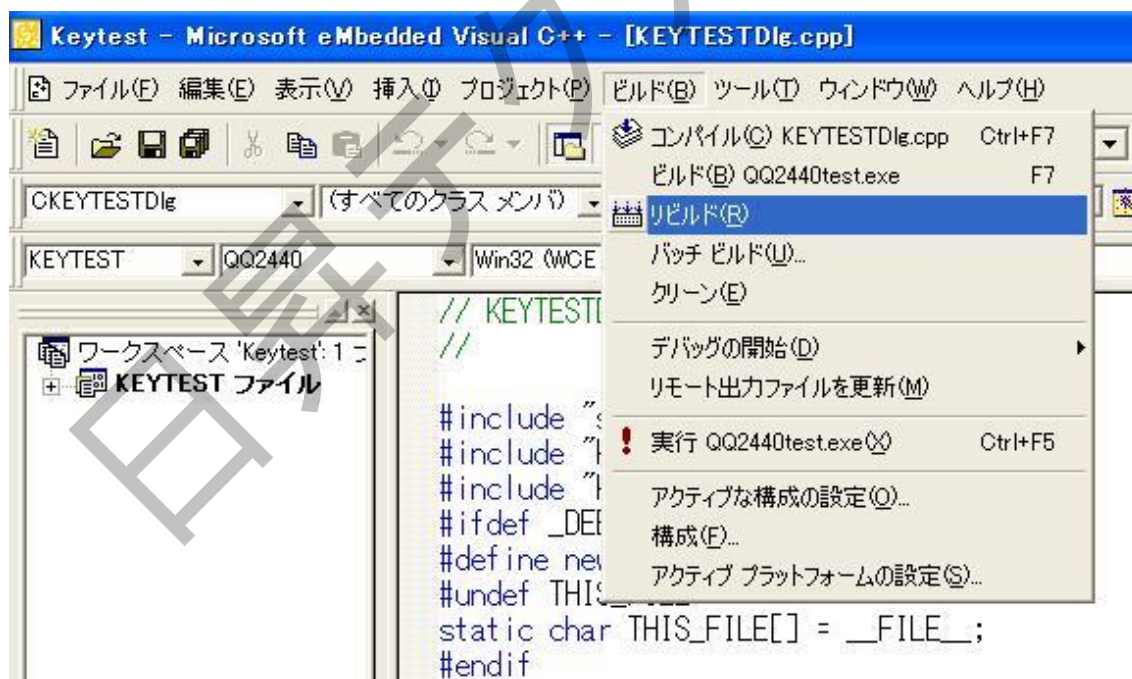 Keytest - Microsoft eMbedded Visual C++ - [KEYTESTDlg.cpp]
ファイル(F) 編集(E) 表示(V) 挿入(I) プロジェクト(P) ビルド(B) ツール(T) ウィンドウ(W) ヘルプ(H)
コンパイル(C) KEYTESTDlg.cpp Ctrl+F7
ビルド(B) QQ2440test.exe F7
リビルド(R)
バッチ ビルド(U)...
クリーン(E)
デバッグの開始(D)
リモート出力ファイルを更新(M)
実行 QQ2440test.exe(X) Ctrl+F5
アクティブな構成の設定(O)...
構成(F)...
アクティブ プラットフォームの設定(S)...
CKEYTESTDlg (すべてのクラス メンバ)
KEYTEST QQ2440 Win32 (WCE
ワークスペース 'Keytest': 1
KEYTEST ファイル
// KEYTEST
//
#include "
#include "
#include "
#ifdef
#define
#undef
static char THIS_FILE[] = __FILE__;
#endif